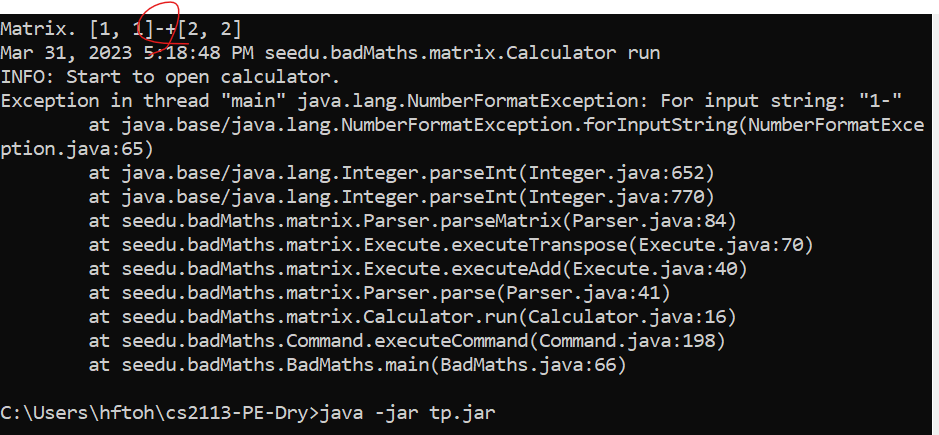 Matrix. [1, 1]-+[2, 2]
Mar 31, 2023 5:18:48 PM seedu.badMaths.matrix.Calculator run
INFO: Start to open calculator.
Exception in thread "main" java.lang.NumberFormatException: For input string: "1-"
        at java.base/java.lang.NumberFormatException.forInputString(NumberFormatExce
ption.java:65)
        at java.base/java.lang.Integer.parseInt(Integer.java:652)
        at java.base/java.lang.Integer.parseInt(Integer.java:770)
        at seedu.badMaths.matrix.Parser.parseMatrix(Parser.java:84)
        at seedu.badMaths.matrix.Execute.executeTranspose(Execute.java:70)
        at seedu.badMaths.matrix.Execute.executeAdd(Execute.java:40)
        at seedu.badMaths.matrix.Parser.parse(Parser.java:41)
        at seedu.badMaths.matrix.Calculator.run(Calculator.java:16)
        at seedu.badMaths.Command.executeCommand(Command.java:198)
        at seedu.badMaths.BadMaths.main(BadMaths.java:66)
C:\Users\hftoh\cs2113-PE-Dry>java -jar tp.jar